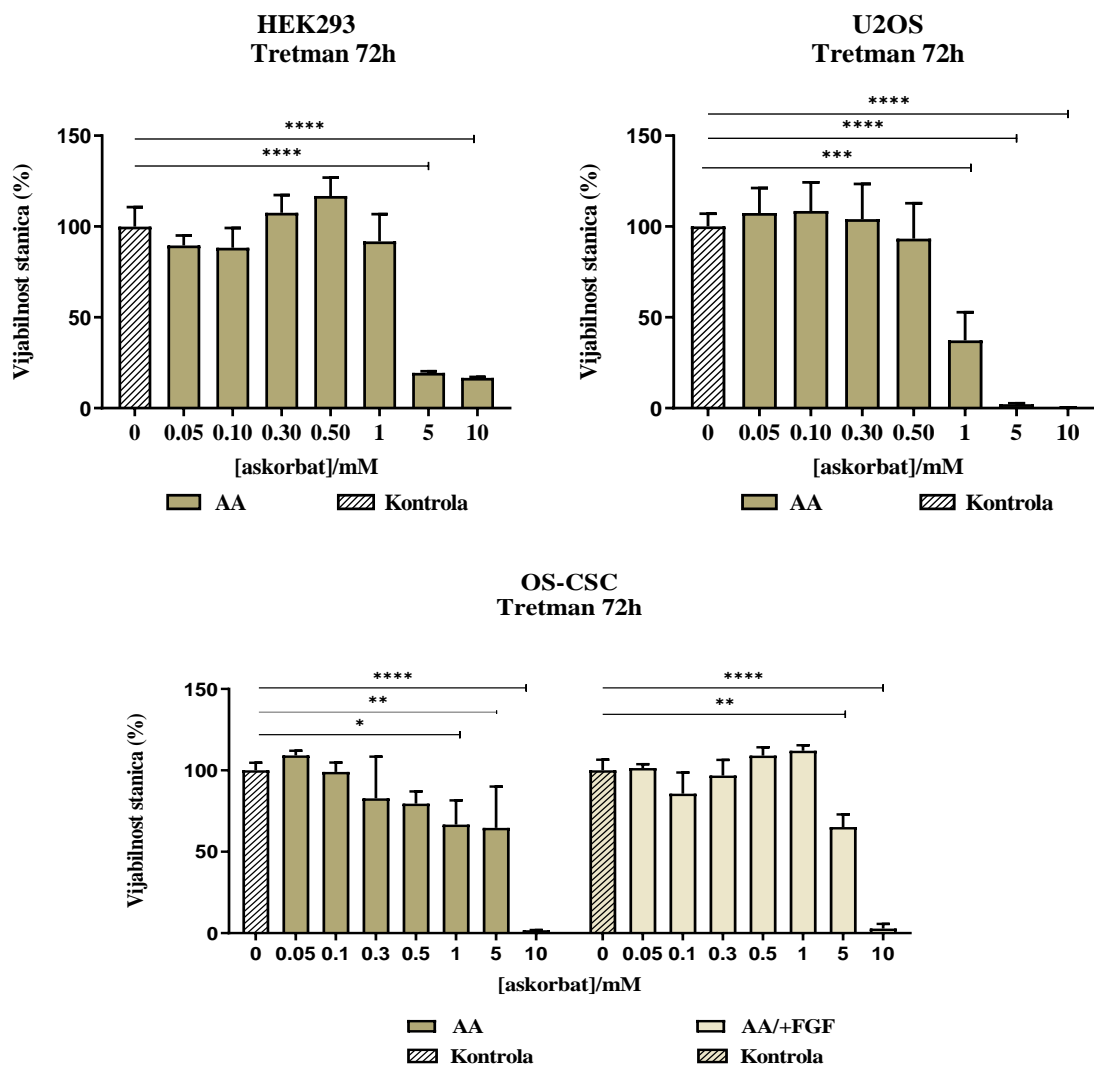 HEK293
Tretman 72h
****
****
Vijabilnost stanica (%)
150
100
50
0
0 0.05 0.10 0.30 0.50 1 5 10
[askorbat]/mM
AA Kontrola
U2OS
Tretman 72h
****
****
***
Vijabilnost stanica (%)
150
100
50
0
0 0.05 0.10 0.30 0.50 1 5 10
[askorbat]/mM
AA Kontrola
OS-CSC
Tretman 72h
**** ****
** **
*
Vijabilnost stanica (%)
150
100
50
0
0 0.05 0.1 0.3 0.5 1 5 10 0 0.05 0.1 0.3 0.5 1 5 10
[askorbat]/mM
AA AA/+FGF
Kontrola Kontrola